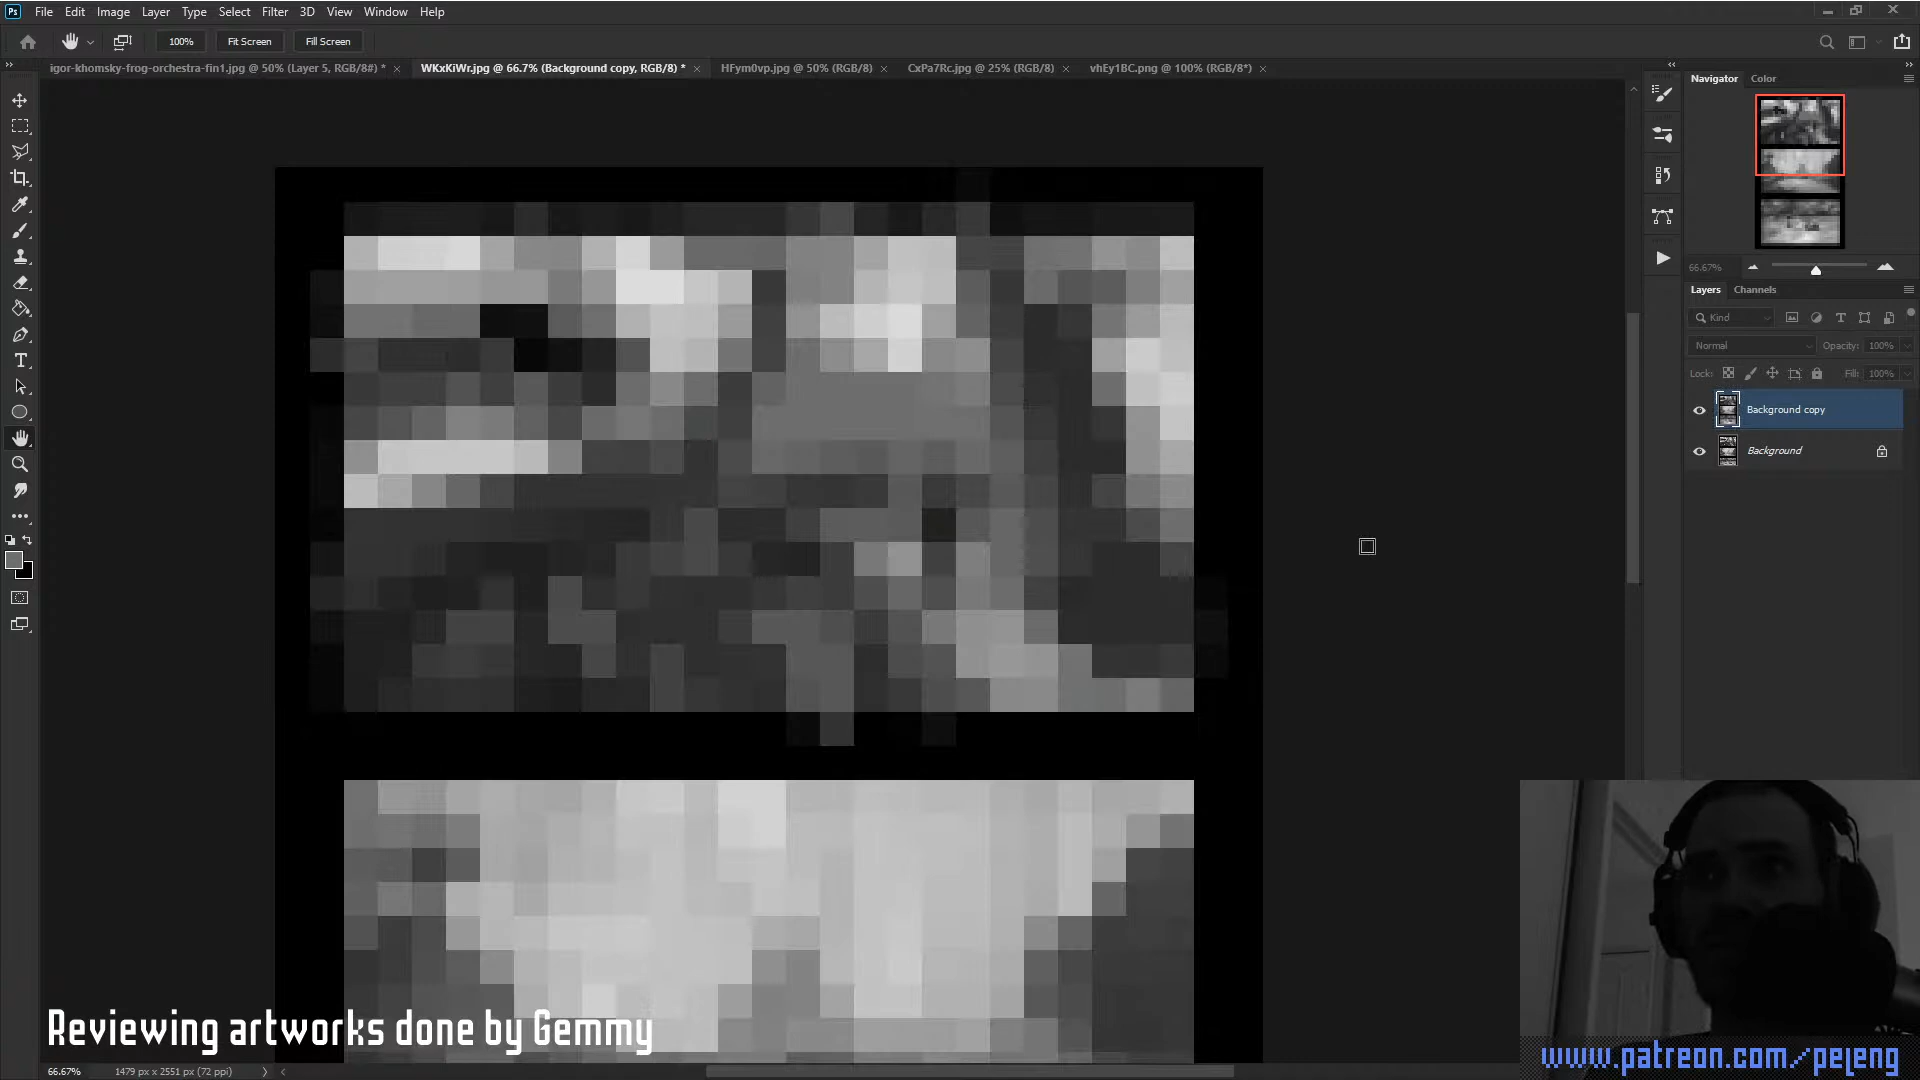 Ps File Edit Image Layer Type Select Filter 3D View Window Help
100% Fit Screen Fill Screen
igor-khomsky-frog-orchestra-fin1.jpg @ 50% (Layer 5, RGB/8#) * × WKxKiWr.jpg @ 66.7% (Background copy, RGB/8) * × HFym0vp.jpg @ 50% (RGB/8) × CxPa7Rc.jpg @ 25% (RGB/8) × vhEy1BC.png @ 100% (RGB/8*) ×
Navigator Color
66.67%
Layers Channels
Kind
Normal Opacity: 100%
Lock: Fill: 100%
Background copy
Background
Reviewing artworks done by Gemmy
www.patreon.com/peleng
66.67% 1479 px x 2551 px (72 ppi)